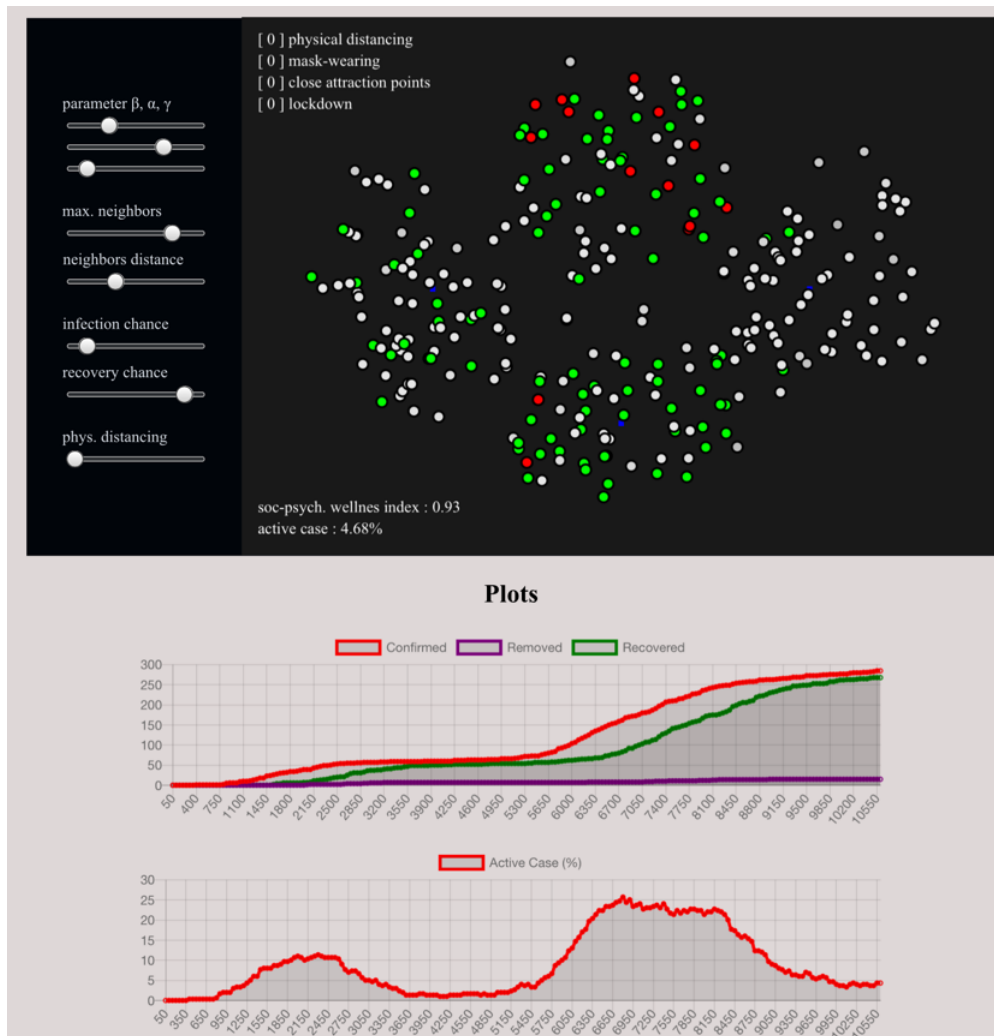 [ 0 ] physical distancing
[ 0 ] mask-wearing
[ 0 ] close attraction points
[ 0 ] lockdown
parameter β, α, γ
max. neighbors
neighbors distance
infection chance
recovery chance
phys. distancing
soc-psych. wellnes index : 0.93
active case : 4.68%
Plots
Confirmed Removed Recovered
300
250
200
150
100
50
0
50 400 750 1100 1450 1800 2150 2500 2850 3200 3550 3900 4250 4600 4950 5300 5650 6000 6350 6700 7050 7400 7750 8100 8450 8800 9150 9500 9850 10200 10550
Active Case (%)
30
25
20
15
10
5
0
50 350 650 950 1250 1550 1850 2150 2450 2750 3050 3350 3650 3950 4250 4550 4850 5150 5450 5750 6050 6350 6650 6950 7250 7550 7850 8150 8450 8750 9050 9350 9650 10250 10550